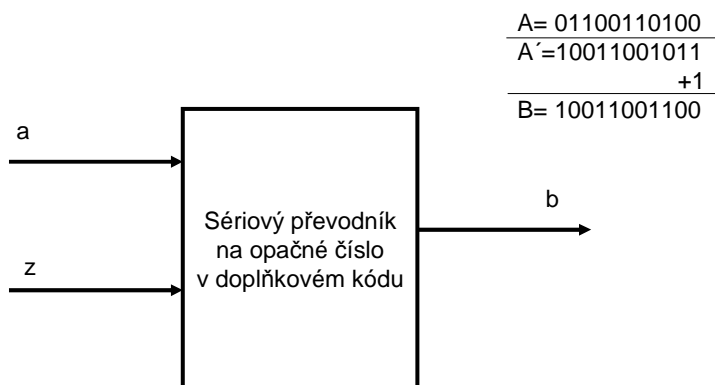 A= 01100110100
A´=10011001011
+1
B= 10011001100
a
b
z
Sériový převodník
na opačné číslo
v doplňkovém kódu